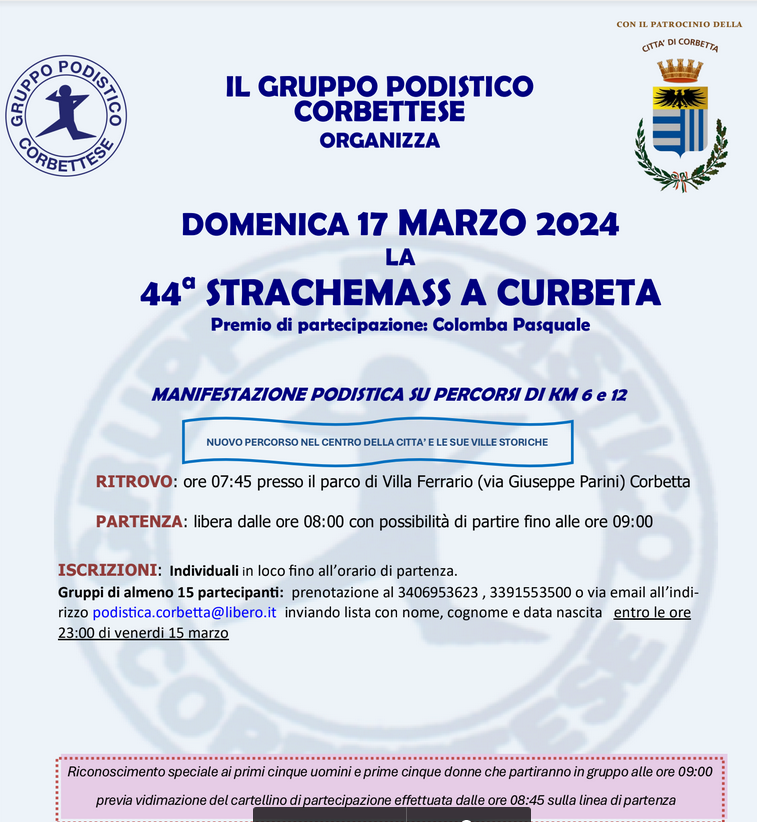 CON IL PATROCINIO DELLA
CITTA' DI CORBETTA
GRUPPO PODISTICO
CORBETTESE
IL GRUPPO PODISTICO
CORBETTESE
ORGANIZZA
DOMENICA 17 MARZO 2024
LA
44ª STRACHEMASS A CURBETA
Premio di partecipazione: Colomba Pasquale
MANIFESTAZIONE PODISTICA SU PERCORSI DI KM 6 e 12
NUOVO PERCORSO NEL CENTRO DELLA CITTA' E LE SUE VILLE STORICHE
RITROVO: ore 07:45 presso il parco di Villa Ferrario (via Giuseppe Parini) Corbetta
PARTENZA: libera dalle ore 08:00 con possibilità di partire fino alle ore 09:00
ISCRIZIONI: Individuali in loco fino all'orario di partenza.
Gruppi di almeno 15 partecipanti: prenotazione al 3406953623 , 3391553500 o via email all'indi-
rizzo podistica.corbetta@libero.it inviando lista con nome, cognome e data nascita entro le ore
23:00 di venerdi 15 marzo
GRUPPO PODISTICO
CORBETTESE
Riconoscimento speciale ai primi cinque uomini e prime cinque donne che partiranno in gruppo alle ore 09:00
previa vidimazione del cartellino di partecipazione effettuata dalle ore 08:45 sulla linea di partenza